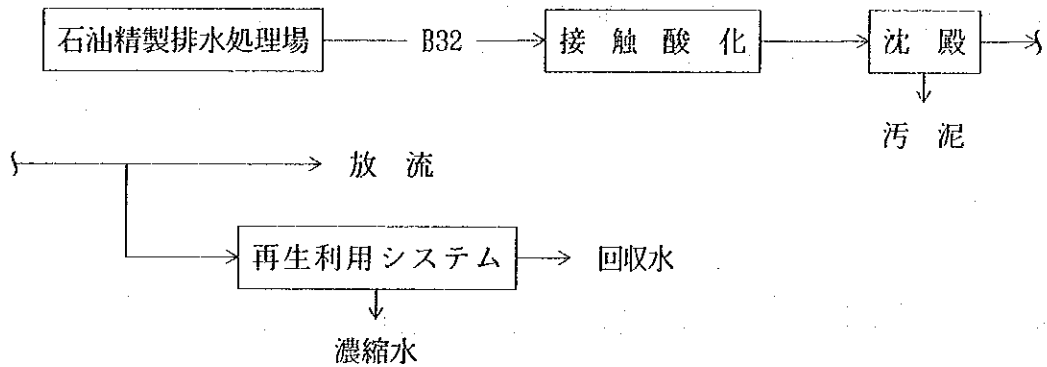 石油精製排水処理場 B32 接触酸化 沈殿
汚泥
放流
再生利用システム 回収水
濃縮水